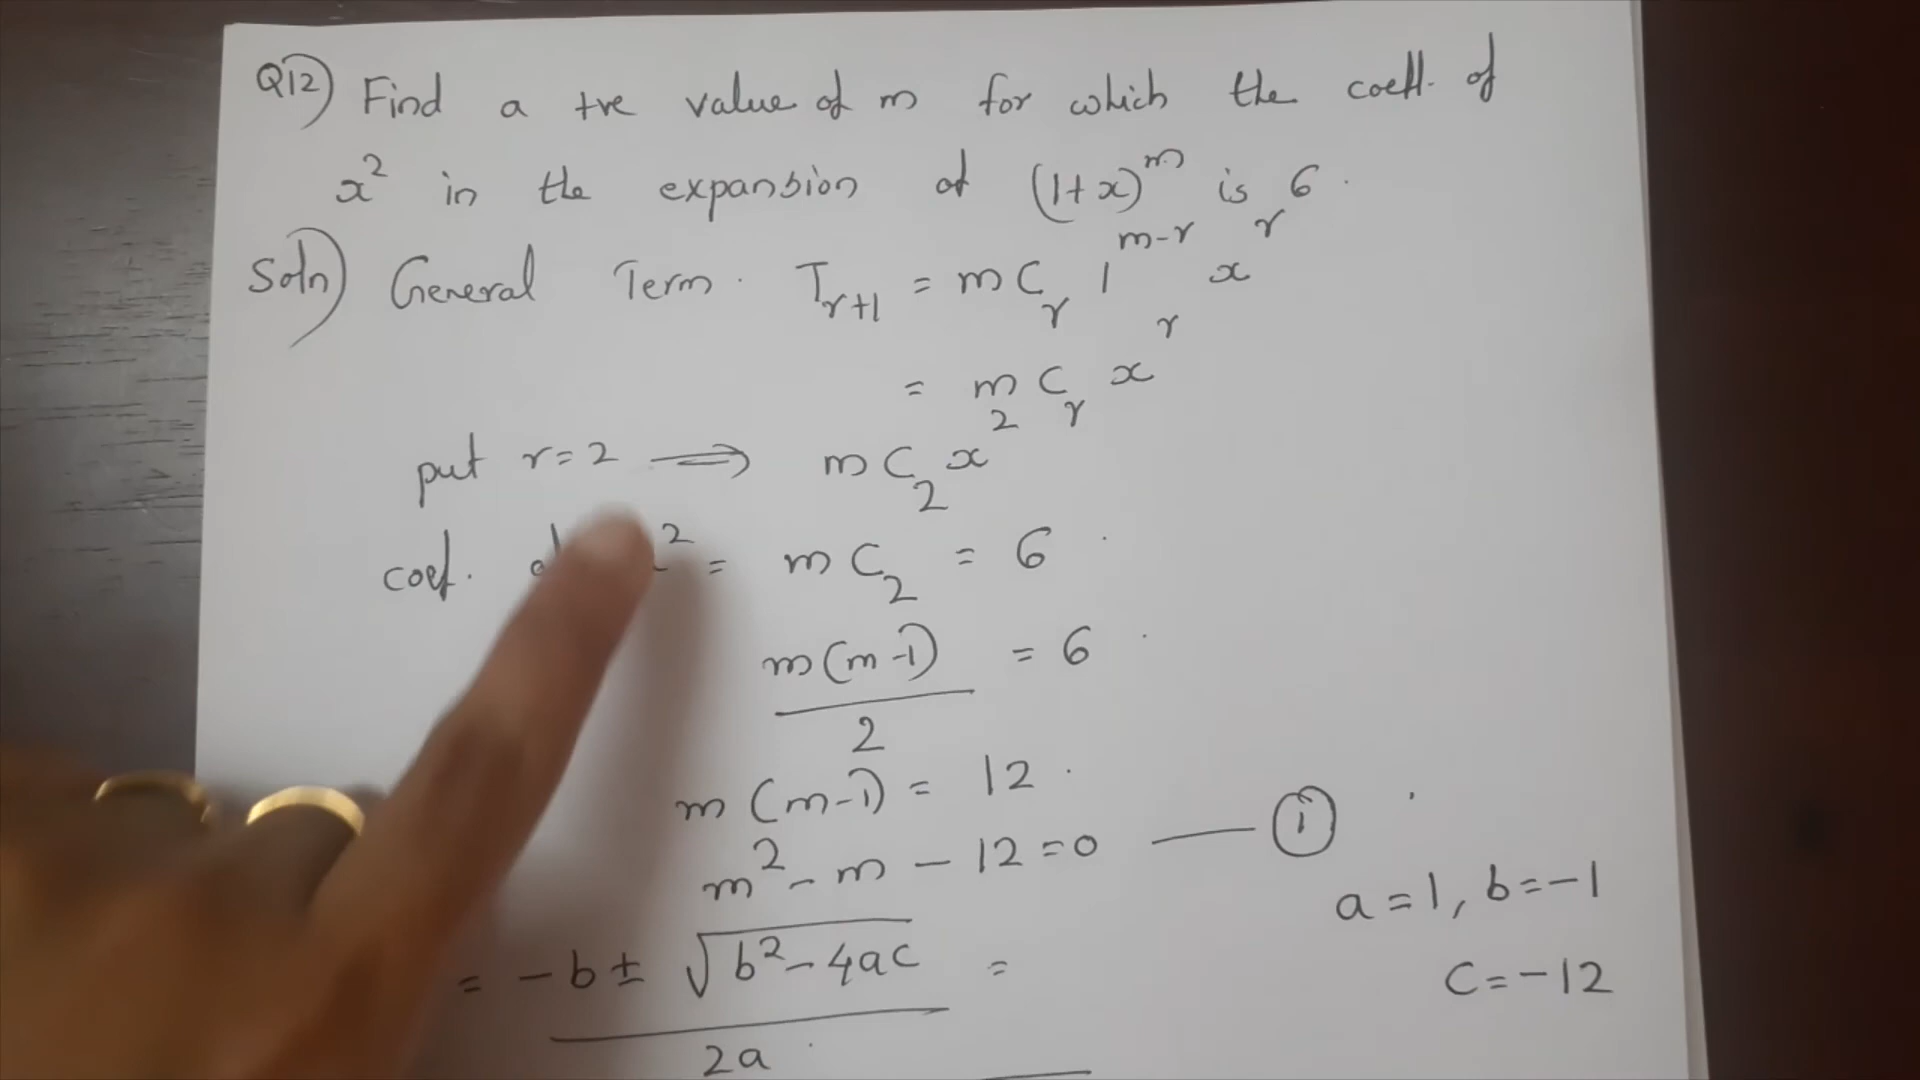 Q12) Find a +ve value of m for which the coeff. of
x² in the expansion of (1+x)^m is 6.
Soln) General Term. T_{r+1} = mC_r 1^{m-r} x^r
= mC_r x^r
put r=2 ⟹ mC_2 x²
coef. = mC_2 = 6
m(m-1)/2 = 6
m(m-1) = 12
m² - m - 12 = 0 — (i)
a=1, b=-1
= -b ± √(b²-4ac) / 2a =
c=-12